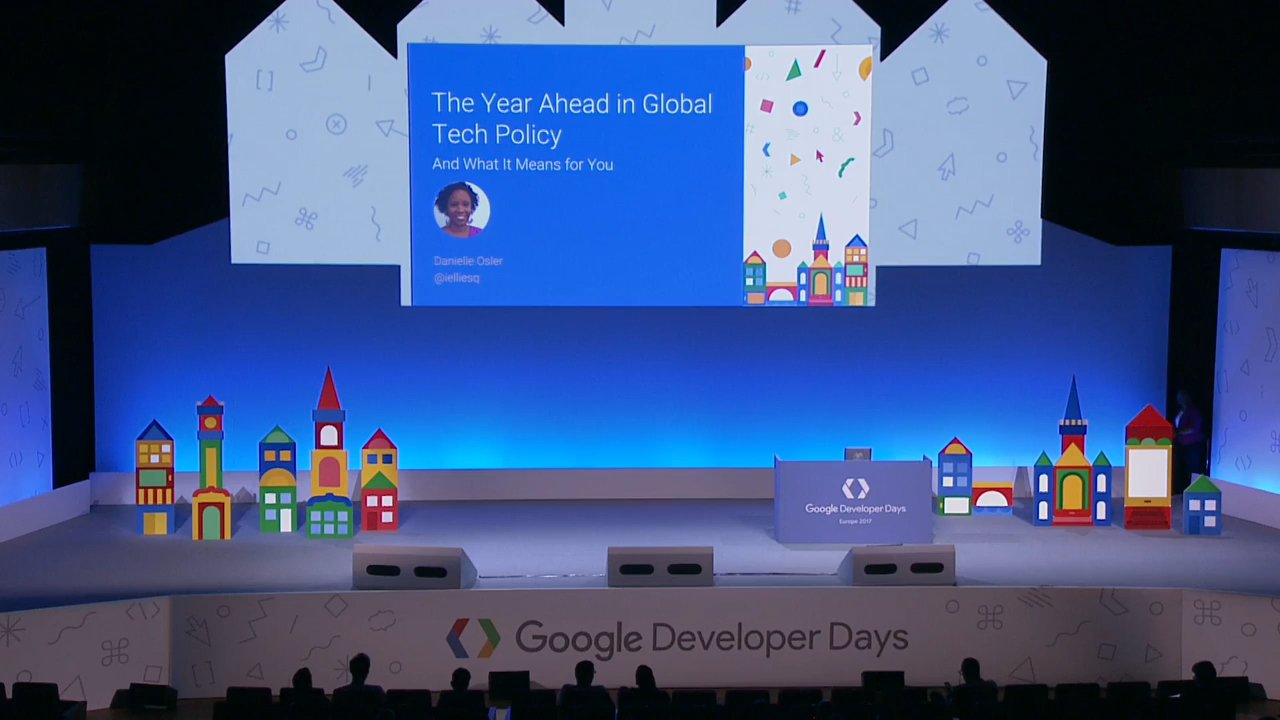 The Year Ahead in Global
Tech Policy
And What It Means for You
Danielle Osler
@ielliesq
Google Developer Days
Europe 2017
Google Developer Days